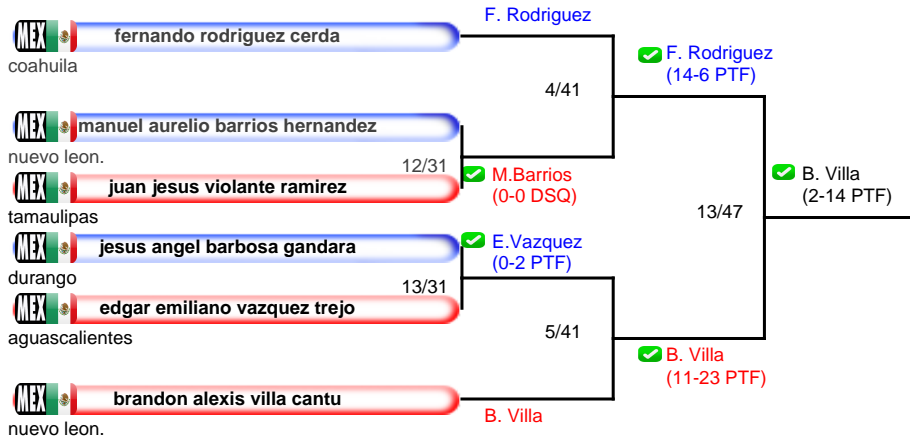 F. Rodriguez
MEX fernando rodriguez cerda
coahuila
F. Rodriguez
(14-6 PTF)
4/41
MEX manuel aurelio barrios hernandez
nuevo leon.
12/31
M.Barrios
(0-0 DSQ)
MEX juan jesus violante ramirez
tamaulipas
B. Villa
(2-14 PTF)
13/47
MEX jesus angel barbosa gandara
durango
E.Vazquez
(0-2 PTF)
13/31
MEX edgar emiliano vazquez trejo
aguascalientes
5/41
B. Villa
(11-23 PTF)
MEX brandon alexis villa cantu
nuevo leon.
B. Villa